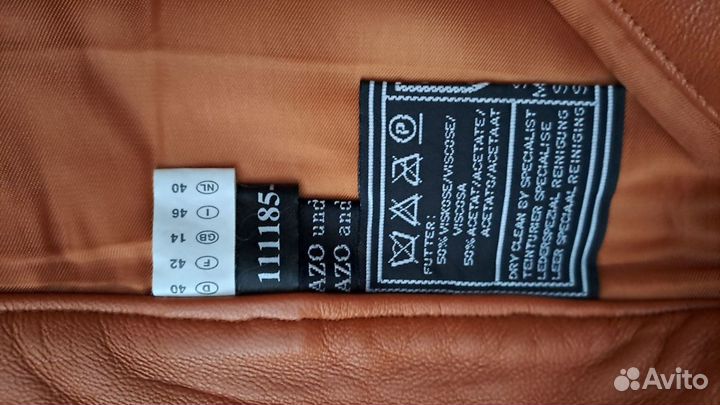 NL 40
I 46
GB 14
F 42
D 40
111185-
AZO und
AZO and
P
FUTTER:
50% VISKOSE/VISCOSE/
VISCOSA
50% ACETAT/ACETATE/
ACETATO/ACETAAT
DRY CLEAN BY SPECIALIST
TEINTURIER SPECIALISE
LEDERSPEZIAL REINIGUNG
LEER SPECIAAL REINIGING
Avito